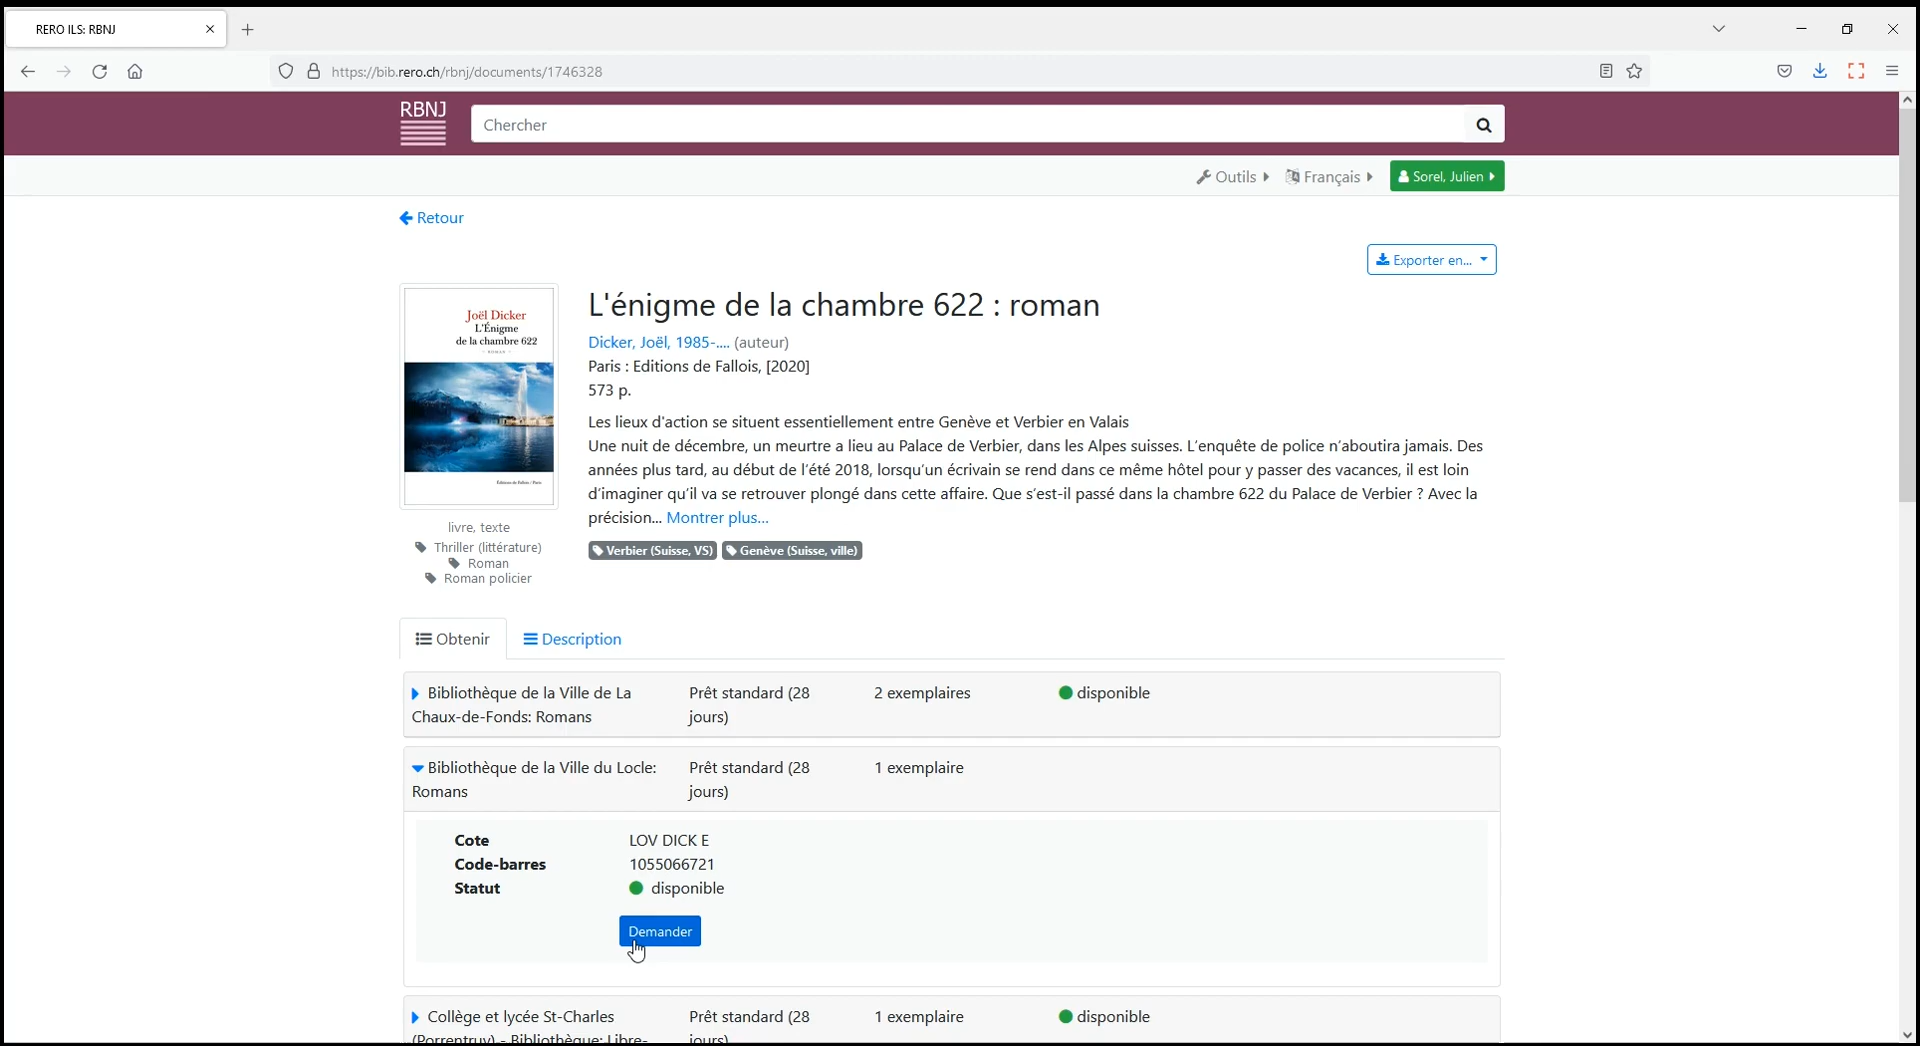 RERO ILS: RBNJ
https://bib.rero.ch/rbnj/documents/1746328
RBNJ
Chercher
Outils
Français
Sorel, Julien
Retour
Exporter en...
Joël Dicker
L'Énigme
de la chambre 622
ROMAN
Éditions de Fallois / Paris
livre, texte
Thriller (littérature)
Roman
Roman policier
L'énigme de la chambre 622 : roman
Dicker, Joël, 1985-.... (auteur)
Paris : Editions de Fallois, [2020]
573 p.
Les lieux d'action se situent essentiellement entre Genève et Verbier en Valais
Une nuit de décembre, un meurtre a lieu au Palace de Verbier, dans les Alpes suisses. L'enquête de police n'aboutira jamais. Des
années plus tard, au début de l'été 2018, lorsqu'un écrivain se rend dans ce même hôtel pour y passer des vacances, il est loin
d'imaginer qu'il va se retrouver plongé dans cette affaire. Que s'est-il passé dans la chambre 622 du Palace de Verbier ? Avec la
précision... Montrer plus...
Verbier (Suisse, VS) Genève (Suisse, ville)
Obtenir Description
Bibliothèque de la Ville de La Prêt standard (28 2 exemplaires disponible
Chaux-de-Fonds: Romans jours)
Bibliothèque de la Ville du Locle: Prêt standard (28 1 exemplaire
Romans jours)
Cote LOV DICK E
Code-barres 1055066721
Statut disponible
Demander
Collège et lycée St-Charles Prêt standard (28 1 exemplaire disponible
(Porrentruy) - Bibliothèque: Libre- jours)